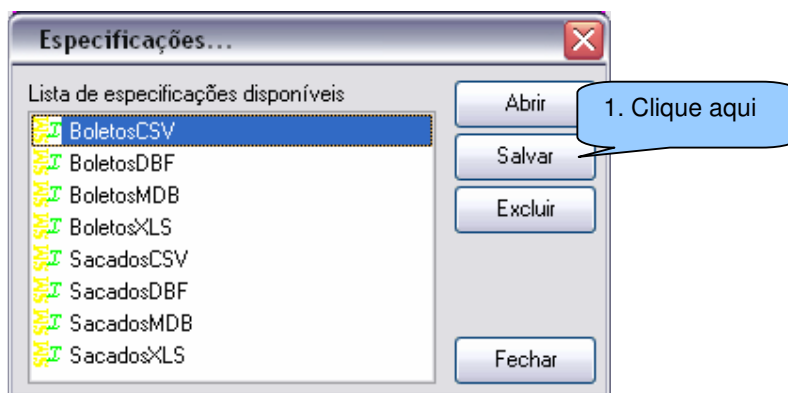 Especificações...
Lista de especificações disponíveis
BoletosCSV
BoletosDBF
BoletosMDB
BoletosXLS
SacadosCSV
SacadosDBF
SacadosMDB
SacadosXLS
Abrir
Salvar
Excluir
Fechar
1. Clique aqui